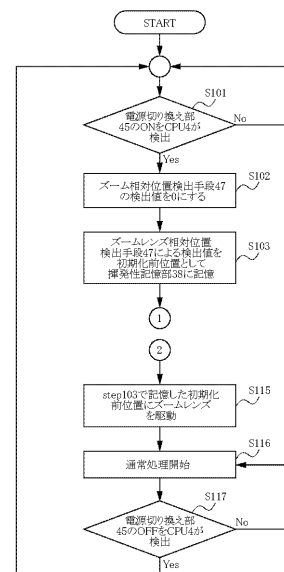 START
S101
電源切り換え部
45のONをCPU4が
検出
No
Yes
S102
ズーム相対位置検出手段47
の検出値を0にする
S103
ズームレンズ相対位置
検出手段47による検出値を
初期化前位置として
揮発性記憶部38に記憶
1
2
S115
step103で記憶した初期化
前位置にズームレンズ
を駆動
S116
通常処理開始
S117
電源切り換え部
45のOFFをCPU4が
検出
No
Yes